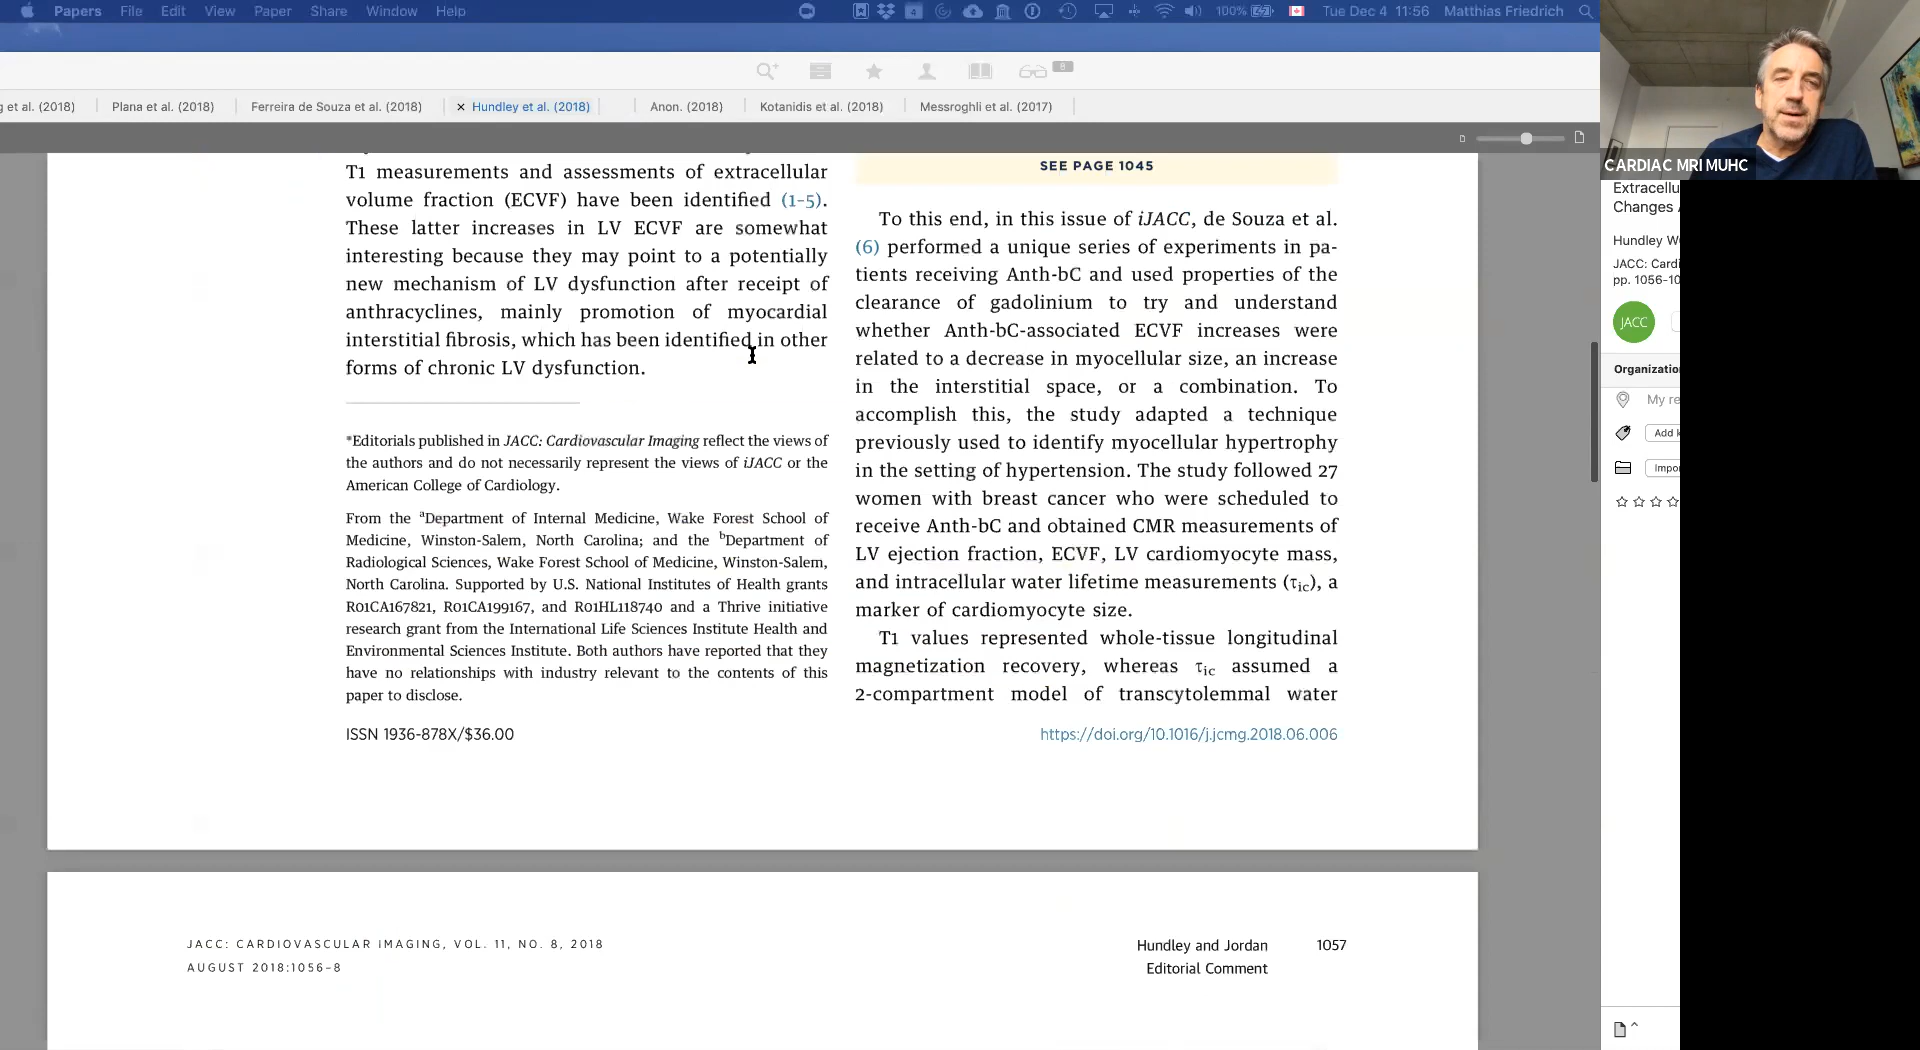 Papers File Edit View Paper Share Window Help 4 100% Tue Dec 4 11:56 Matthias Friedrich
8
g et al. (2018) Plana et al. (2018) Ferreira de Souza et al. (2018) × Hundley et al. (2018) Anon. (2018) Kotanidis et al. (2018) Messroghli et al. (2017)
T1 measurements and assessments of extracellular
volume fraction (ECVF) have been identified (1–5).
These latter increases in LV ECVF are somewhat
interesting because they may point to a potentially
new mechanism of LV dysfunction after receipt of
anthracyclines, mainly promotion of myocardial
interstitial fibrosis, which has been identified in other
forms of chronic LV dysfunction.
*Editorials published in JACC: Cardiovascular Imaging reflect the views of
the authors and do not necessarily represent the views of iJACC or the
American College of Cardiology.
From the aDepartment of Internal Medicine, Wake Forest School of
Medicine, Winston-Salem, North Carolina; and the bDepartment of
Radiological Sciences, Wake Forest School of Medicine, Winston-Salem,
North Carolina. Supported by U.S. National Institutes of Health grants
R01CA167821, R01CA199167, and R01HL118740 and a Thrive initiative
research grant from the International Life Sciences Institute Health and
Environmental Sciences Institute. Both authors have reported that they
have no relationships with industry relevant to the contents of this
paper to disclose.
ISSN 1936-878X/$36.00
SEE PAGE 1045
To this end, in this issue of iJACC, de Souza et al.
(6) performed a unique series of experiments in pa-
tients receiving Anth-bC and used properties of the
clearance of gadolinium to try and understand
whether Anth-bC-associated ECVF increases were
related to a decrease in myocellular size, an increase
in the interstitial space, or a combination. To
accomplish this, the study adapted a technique
previously used to identify myocellular hypertrophy
in the setting of hypertension. The study followed 27
women with breast cancer who were scheduled to
receive Anth-bC and obtained CMR measurements of
LV ejection fraction, ECVF, LV cardiomyocyte mass,
and intracellular water lifetime measurements (τic), a
marker of cardiomyocyte size.
T1 values represented whole-tissue longitudinal
magnetization recovery, whereas τic assumed a
2-compartment model of transcytolemmal water
https://doi.org/10.1016/j.jcmg.2018.06.006
JACC: CARDIOVASCULAR IMAGING, VOL. 11, NO. 8, 2018
AUGUST 2018:1056–8
Hundley and Jordan 1057
Editorial Comment
CARDIAC MRI MUHC
Extracellu
Changes
Hundley W
JACC: Cardi
pp. 1056-10
JACC
Organizatio
My re
Add k
Impor